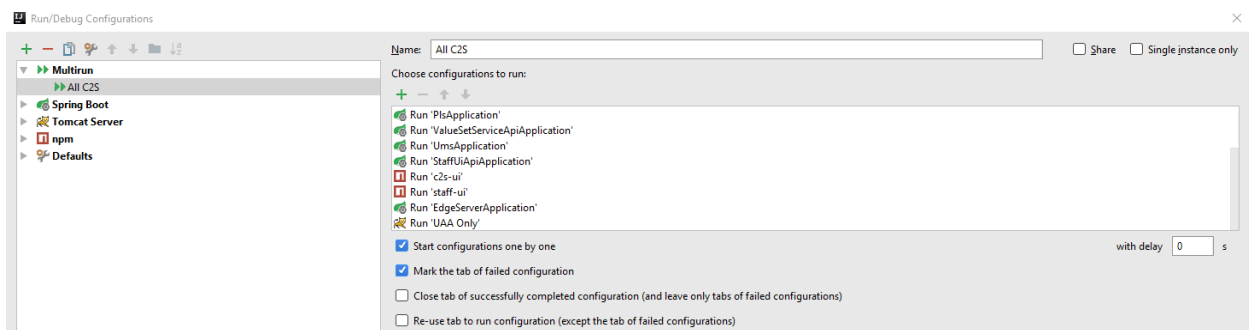 Run/Debug Configurations
Name: All C2S
Share
Single instance only
Multirun
All C2S
Spring Boot
Tomcat Server
npm
Defaults
Choose configurations to run:
Run 'PlsApplication'
Run 'ValueSetServiceApiApplication'
Run 'UmsApplication'
Run 'StaffUiApiApplication'
Run 'c2s-ui'
Run 'staff-ui'
Run 'EdgeServerApplication'
Run 'UAA Only'
Start configurations one by one
with delay 0 s
Mark the tab of failed configuration
Close tab of successfully completed configuration (and leave only tabs of failed configurations)
Re-use tab to run configuration (except the tab of failed configurations)